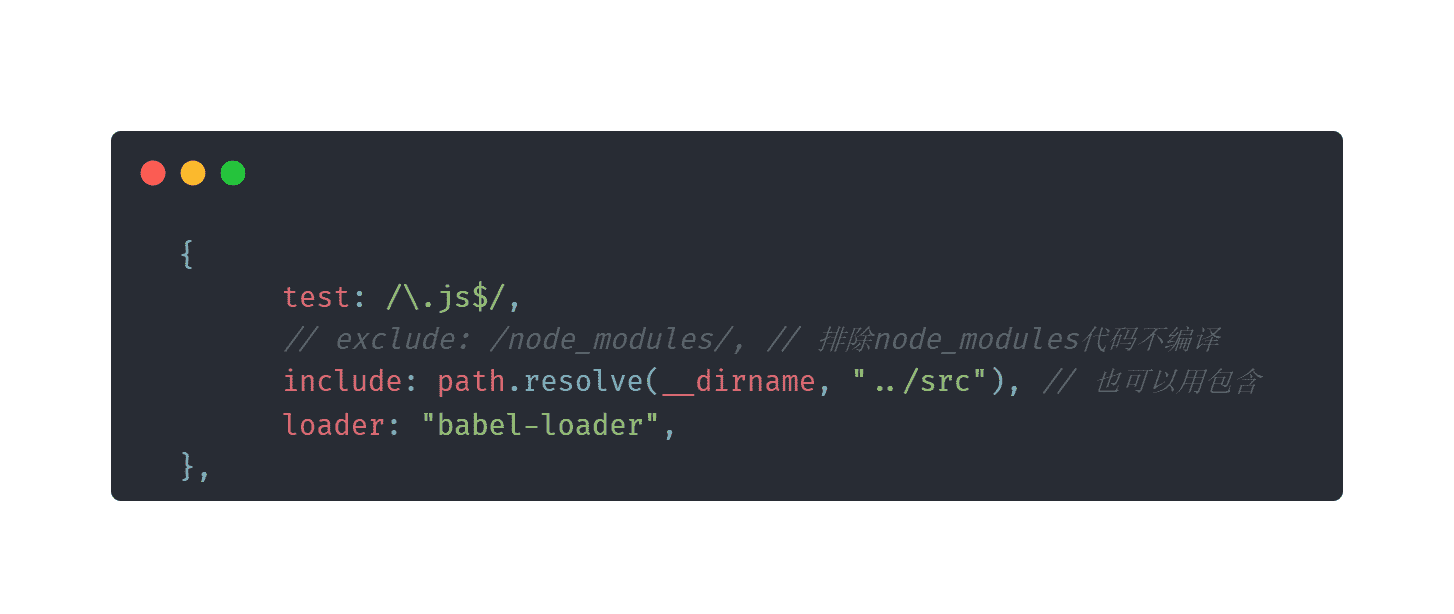 {
test: /\.js$/,
// exclude: /node_modules/, // 排除node_modules代码不编译
include: path.resolve(__dirname, "../src"), // 也可以用包含
loader: "babel-loader",
},